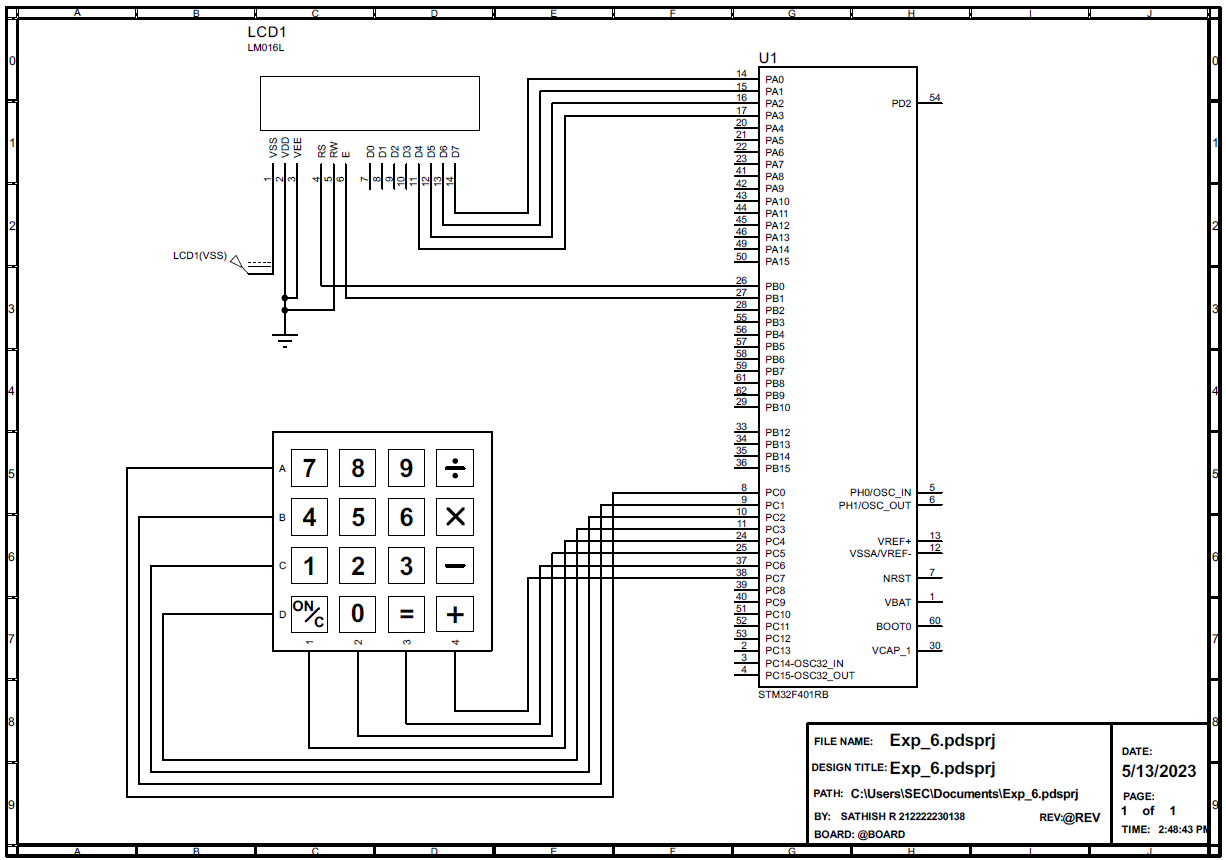 A B C D E F G H I J
LCD1
LM016L
0 0
U1
14 PA0
15 PA1
16 PA2
PD2 54
17 PA3
20 PA4
21 PA5
22 PA6
23 PA7
41 PA8
42 PA9
43 PA10
44 PA11
45 PA12
46 PA13
49 PA14
50 PA15
1 1
VSS VDD VEE RS RW E D0 D1 D2 D3 D4 D5 D6 D7
1 2 3 4 5 6 7 8 9 10 11 12 13 14
2 2
LCD1(VSS)
26 PB0
27 PB1
28 PB2
55 PB3
56 PB4
57 PB5
58 PB6
59 PB7
61 PB8
62 PB9
29 PB10
3 3
4 4
33 PB12
34 PB13
35 PB14
36 PB15
5 5
A 7 8 9 ÷
B 4 5 6 ×
C 1 2 3 −
D ON/C 0 = +
1 2 3 4
8 PC0 PH0/OSC_IN 5
9 PC1 PH1/OSC_OUT 6
10 PC2
11 PC3
24 PC4 VREF+ 13
25 PC5 VSSA/VREF- 12
37 PC6
38 PC7 NRST 7
39 PC8
40 PC9 VBAT 1
51 PC10
52 PC11 BOOT0 60
53 PC12
2 PC13 VCAP_1 30
3 PC14-OSC32_IN
4 PC15-OSC32_OUT
STM32F401RB
6 6
7 7
8 8
FILE NAME: Exp_6.pdsprj
DESIGN TITLE: Exp_6.pdsprj
PATH: C:\Users\SEC\Documents\Exp_6.pdsprj
BY: SATHISH R 212222230138 REV:@REV
BOARD: @BOARD
DATE:
5/13/2023
PAGE:
1 of 1
TIME: 2:48:43 PM
9 9
A B C D E F G H I J